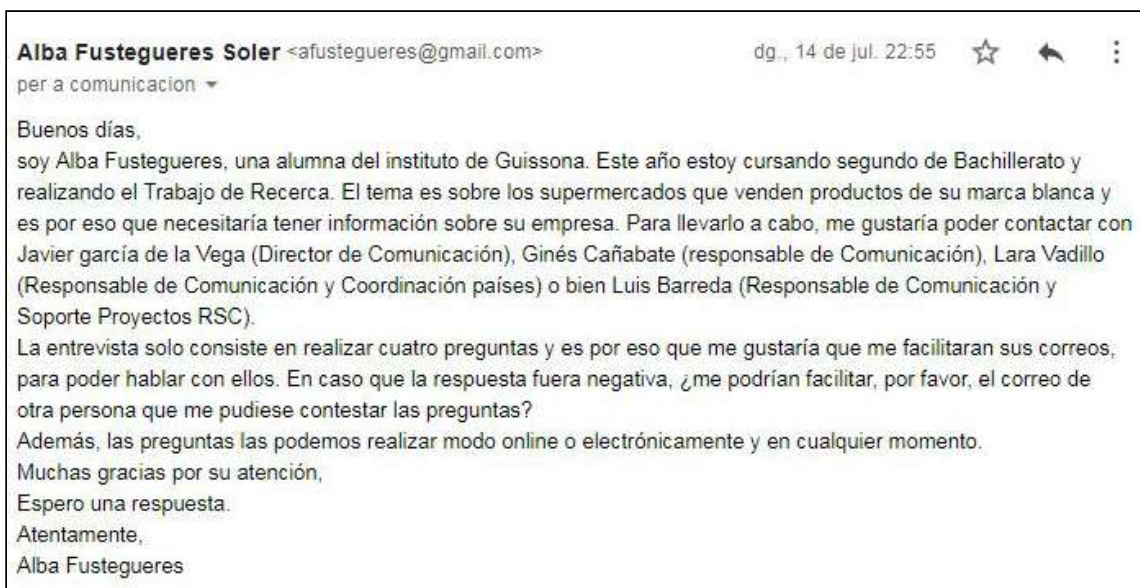 Alba Fustegueres Soler <afustegueres@gmail.com> dg., 14 de jul. 22:55
per a comunicacion
Buenos días,
soy Alba Fustegueres, una alumna del instituto de Guissona. Este año estoy cursando segundo de Bachillerato y
realizando el Trabajo de Recerca. El tema es sobre los supermercados que venden productos de su marca blanca y
es por eso que necesitaría tener información sobre su empresa. Para llevarlo a cabo, me gustaría poder contactar con
Javier garcía de la Vega (Director de Comunicación), Ginés Cañabate (responsable de Comunicación), Lara Vadillo
(Responsable de Comunicación y Coordinación países) o bien Luis Barreda (Responsable de Comunicación y
Soporte Proyectos RSC).
La entrevista solo consiste en realizar cuatro preguntas y es por eso que me gustaría que me facilitaran sus correos,
para poder hablar con ellos. En caso que la respuesta fuera negativa, ¿me podrían facilitar, por favor, el correo de
otra persona que me pudiese contestar las preguntas?
Además, las preguntas las podemos realizar modo online o electrónicamente y en cualquier momento.
Muchas gracias por su atención,
Espero una respuesta.
Atentamente,
Alba Fustegueres